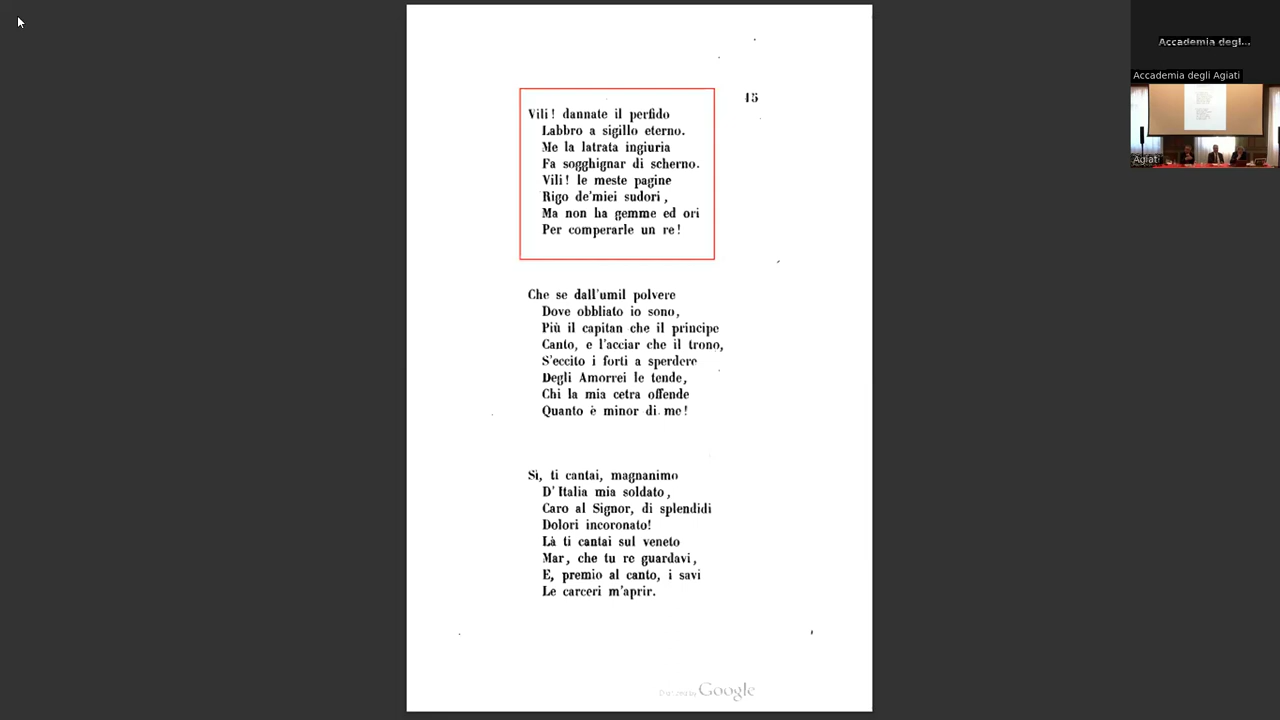 15
Vili! dannate il perfido
Labbro a sigillo eterno.
Me la latrata ingiuria
Fa sogghignar di scherno.
Vili! le meste pagine
Rigo de'miei sudori,
Ma non ha gemme ed ori
Per comperarle un re!
Che se dall'umil polvere
Dove obbliato io sono,
Più il capitan che il principe
Canto, e l'acciar che il trono,
S'eccito i forti a sperdere
Degli Amorrei le tende,
Chi la mia cetra offende
Quanto è minor di me!
Sì, ti cantai, magnanimo
D'Italia mia soldato,
Caro al Signor, di splendidi
Dolori incoronato!
Là ti cantai sul veneto
Mar, che tu re guardavi,
E, premio al canto, i savi
Le carceri m'aprir.
Digitized by Google
Accademia degl...
Accademia degli Agiati
Agiati